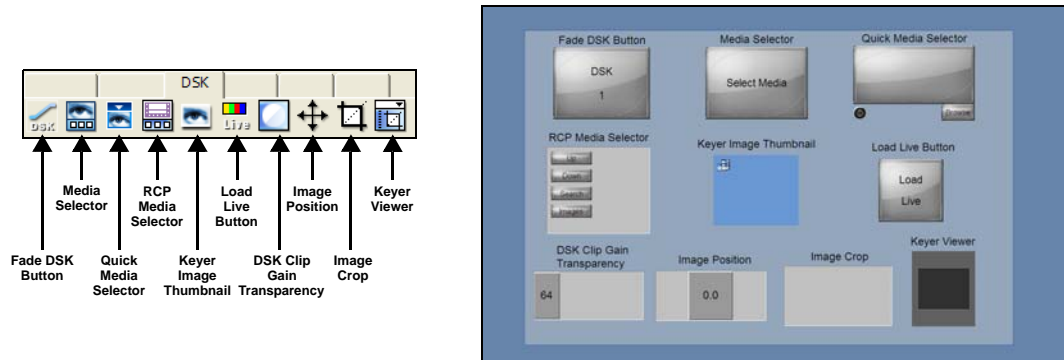 DSK
DSK
Live
Media
Selector
RCP
Media
Selector
Load
Live
Button
Image
Position
Keyer
Viewer
Fade DSK
Button
Quick
Media
Selector
Keyer
Image
Thumbnail
DSK Clip
Gain
Transparency
Image
Crop
Fade DSK Button
DSK
1
Media Selector
Select Media
Quick Media Selector
Browse
RCP Media Selector
Up
Down
Search
Images
Keyer Image Thumbnail
Load Live Button
Load
Live
DSK Clip Gain
Transparency
64
Image Position
0.0
Image Crop
Keyer Viewer